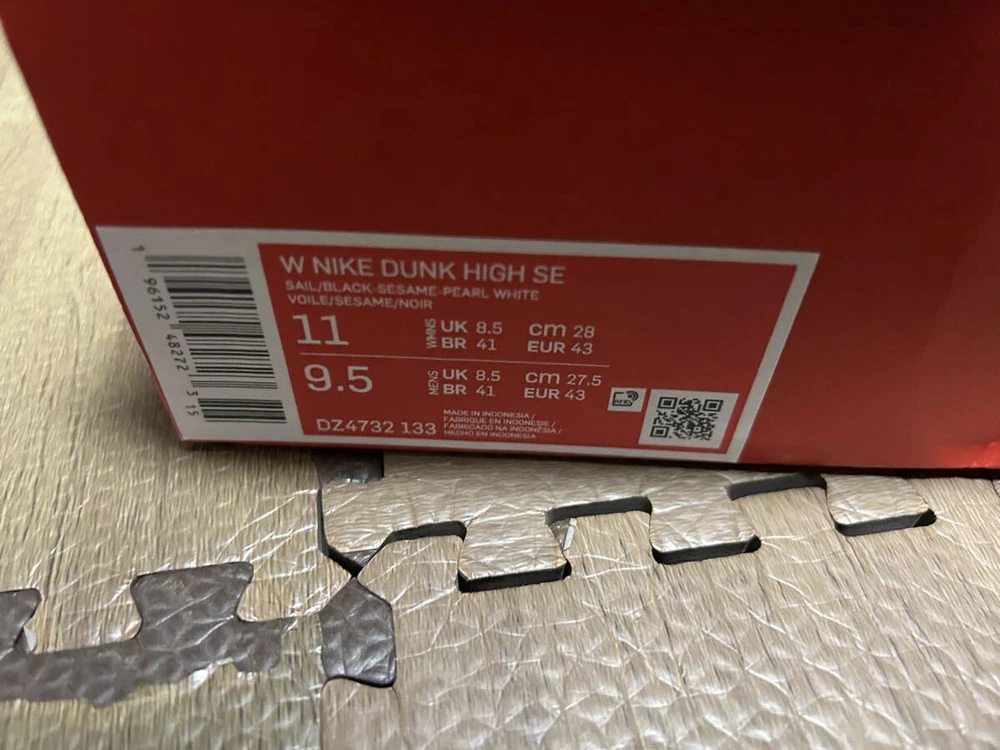 W NIKE DUNK HIGH SE
SAIL/BLACK-SESAME-PEARL WHITE
VOILE/SESAME/NOIR
11 WMNS UK 8.5 cm 28
BR 41 EUR 43
9.5 MENS UK 8.5 cm 27.5
BR 41 EUR 43
DZ4732 133
MADE IN INDONESIA /
FABRIQUE EN INDONESIE /
FABRICADO NA INDONÉSIA /
HECHO EN INDONESIA
RFID
1 96152 48272 3 15